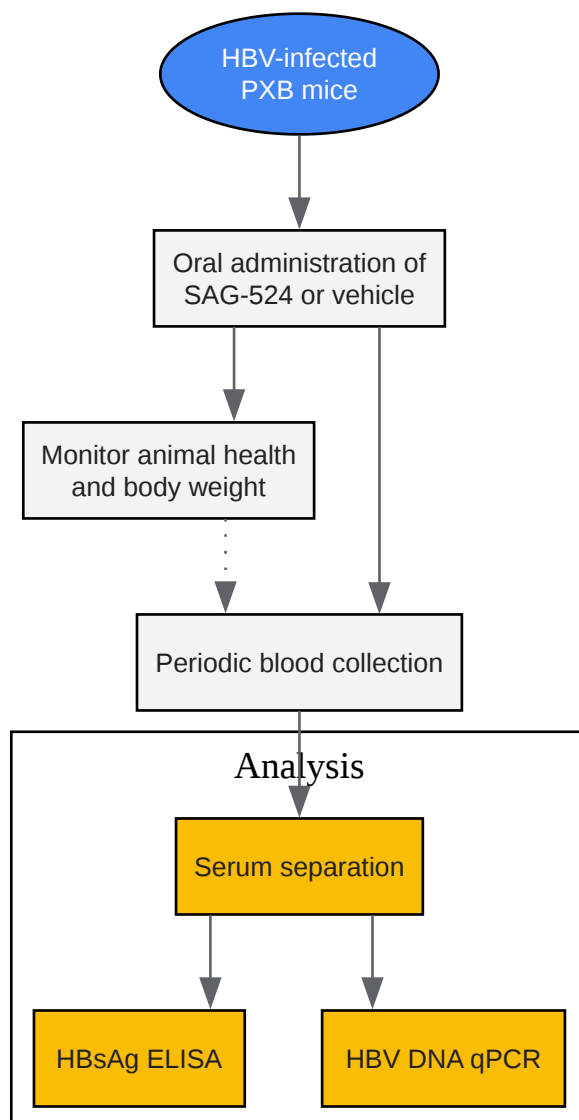 HBV-infected
PXB mice
Oral administration of
SAG-524 or vehicle
Monitor animal health
and body weight
Periodic blood collection
Analysis
Serum separation
HBsAg ELISA
HBV DNA qPCR